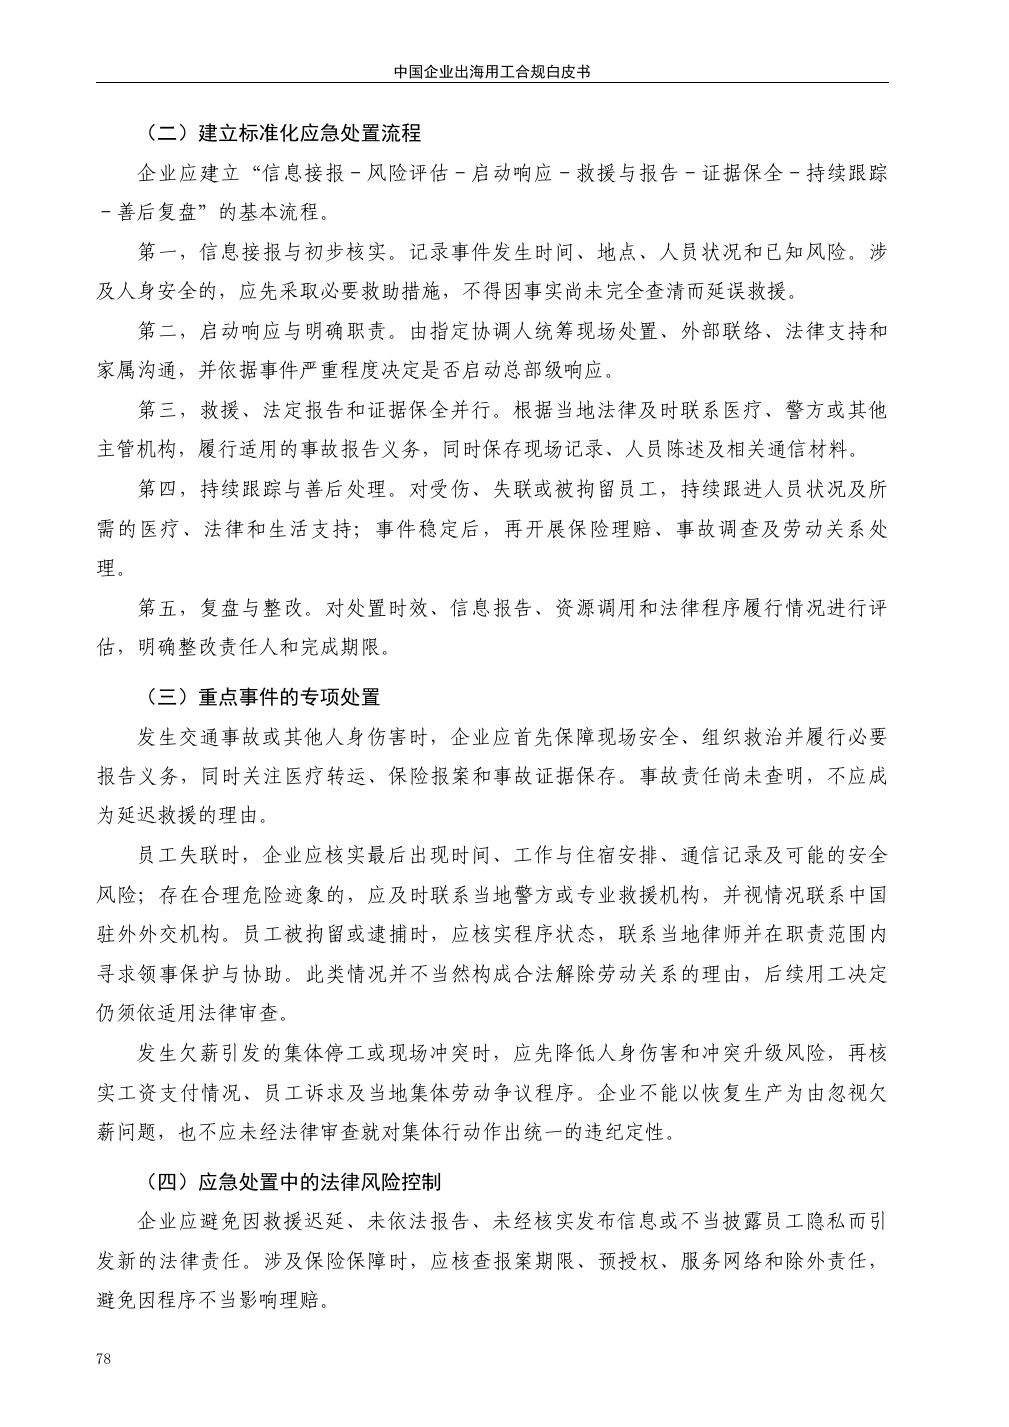 中国企业出海用工合规白皮书
（二）建立标准化应急处置流程
企业应建立“信息接报－风险评估－启动响应－救援与报告－证据保全－持续跟踪
－善后复盘”的基本流程。
第一，信息接报与初步核实。记录事件发生时间、地点、人员状况和已知风险。涉
及人身安全的，应先采取必要救助措施，不得因事实尚未完全查清而延误救援。
第二，启动响应与明确职责。由指定协调人统筹现场处置、外部联络、法律支持和
家属沟通，并依据事件严重程度决定是否启动总部级响应。
第三，救援、法定报告和证据保全并行。根据当地法律及时联系医疗、警方或其他
主管机构，履行适用的事故报告义务，同时保存现场记录、人员陈述及相关通信材料。
第四，持续跟踪与善后处理。对受伤、失联或被拘留员工，持续跟进人员状况及所
需的医疗、法律和生活支持；事件稳定后，再开展保险理赔、事故调查及劳动关系处
理。
第五，复盘与整改。对处置时效、信息报告、资源调用和法律程序履行情况进行评
估，明确整改责任人和完成期限。
（三）重点事件的专项处置
发生交通事故或其他人身伤害时，企业应首先保障现场安全、组织救治并履行必要
报告义务，同时关注医疗转运、保险报案和事故证据保存。事故责任尚未查明，不应成
为延迟救援的理由。
员工失联时，企业应核实最后出现时间、工作与住宿安排、通信记录及可能的安全
风险；存在合理危险迹象的，应及时联系当地警方或专业救援机构，并视情况联系中国
驻外外交机构。员工被拘留或逮捕时，应核实程序状态，联系当地律师并在职责范围内
寻求领事保护与协助。此类情况并不当然构成合法解除劳动关系的理由，后续用工决定
仍须依适用法律审查。
发生欠薪引发的集体停工或现场冲突时，应先降低人身伤害和冲突升级风险，再核
实工资支付情况、员工诉求及当地集体劳动争议程序。企业不能以恢复生产为由忽视欠
薪问题，也不应未经法律审查就对集体行动作出统一的违纪定性。
（四）应急处置中的法律风险控制
企业应避免因救援迟延、未依法报告、未经核实发布信息或不当披露员工隐私而引
发新的法律责任。涉及保险保障时，应核查报案期限、预授权、服务网络和除外责任，
避免因程序不当影响理赔。
78